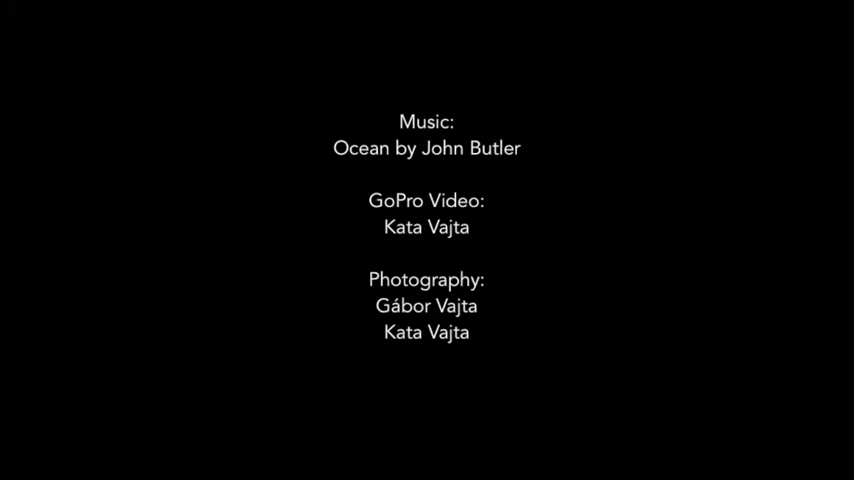 Music:
Ocean by John Butler
GoPro Video:
Kata Vajta
Photography:
Gábor Vajta
Kata Vajta